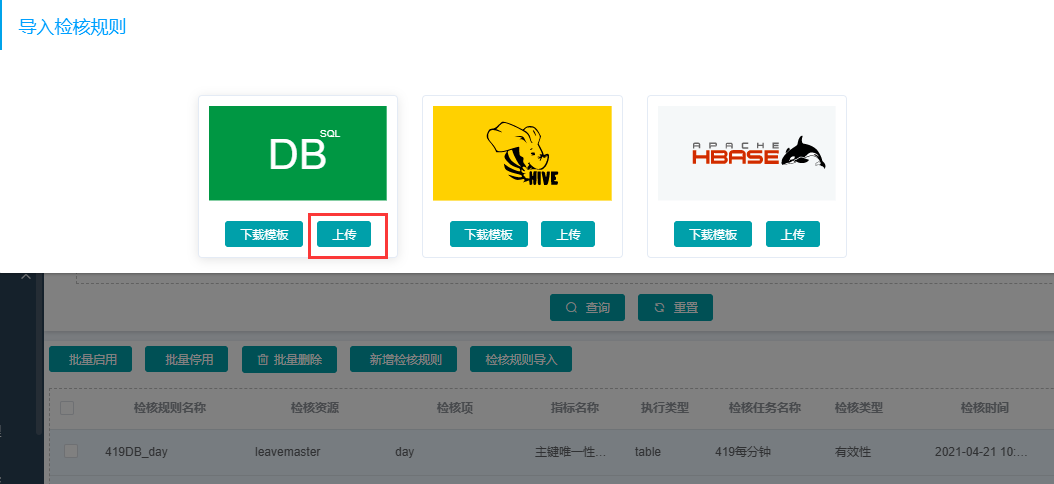 导入检核规则
DB SQL
HIVE
APACHE
HBASE
下载模板 上传 下载模板 上传 下载模板 上传
查询 重置
批量启用 批量停用 批量删除 新增检核规则 检核规则导入
检核规则名称 检核资源 检核项 指标名称 执行类型 检核任务名称 检核类型 检核时间
419DB_day leavemaster day 主键唯一性... table 419每分钟 有效性 2021-04-21 10:...